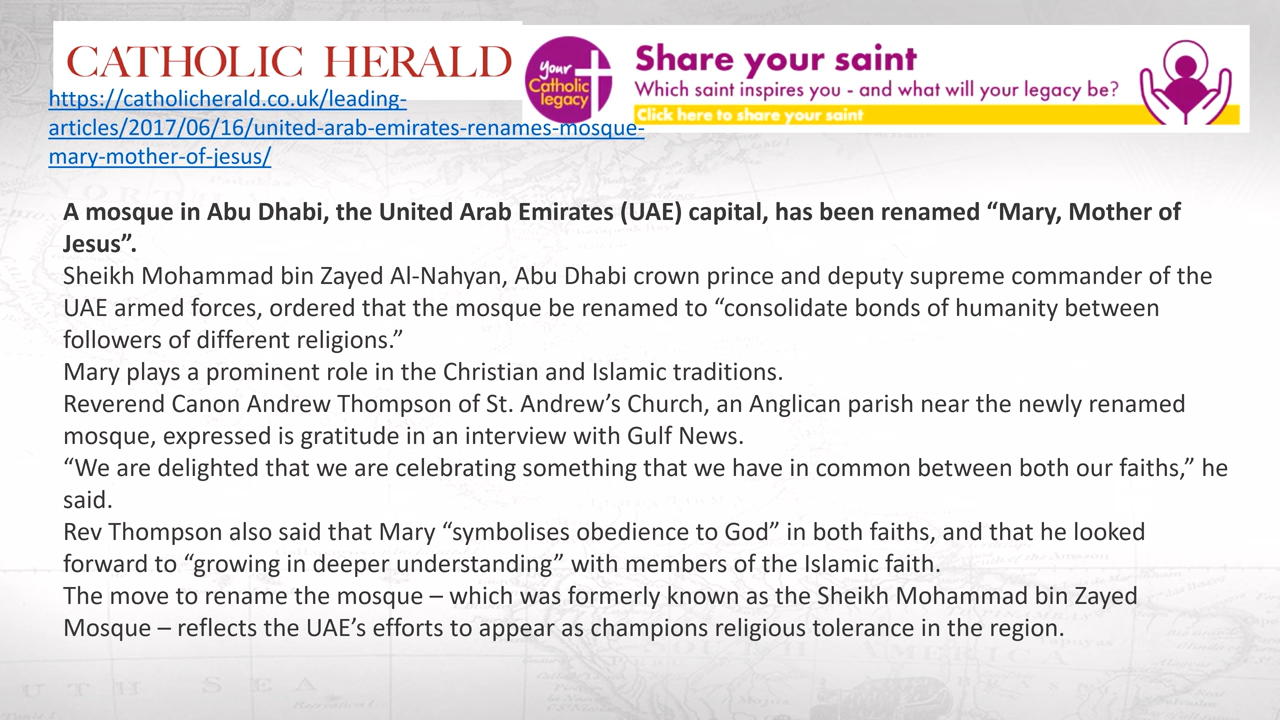 CATHOLIC HERALD
your
Catholic
legacy
Share your saint
Which saint inspires you - and what will your legacy be?
Click here to share your saint
https://catholicherald.co.uk/leading-
articles/2017/06/16/united-arab-emirates-renames-mosque-
mary-mother-of-jesus/
A mosque in Abu Dhabi, the United Arab Emirates (UAE) capital, has been renamed “Mary, Mother of
Jesus”.
Sheikh Mohammad bin Zayed Al-Nahyan, Abu Dhabi crown prince and deputy supreme commander of the
UAE armed forces, ordered that the mosque be renamed to “consolidate bonds of humanity between
followers of different religions.”
Mary plays a prominent role in the Christian and Islamic traditions.
Reverend Canon Andrew Thompson of St. Andrew’s Church, an Anglican parish near the newly renamed
mosque, expressed is gratitude in an interview with Gulf News.
“We are delighted that we are celebrating something that we have in common between both our faiths,” he
said.
Rev Thompson also said that Mary “symbolises obedience to God” in both faiths, and that he looked
forward to “growing in deeper understanding” with members of the Islamic faith.
The move to rename the mosque – which was formerly known as the Sheikh Mohammad bin Zayed
Mosque – reflects the UAE’s efforts to appear as champions religious tolerance in the region.